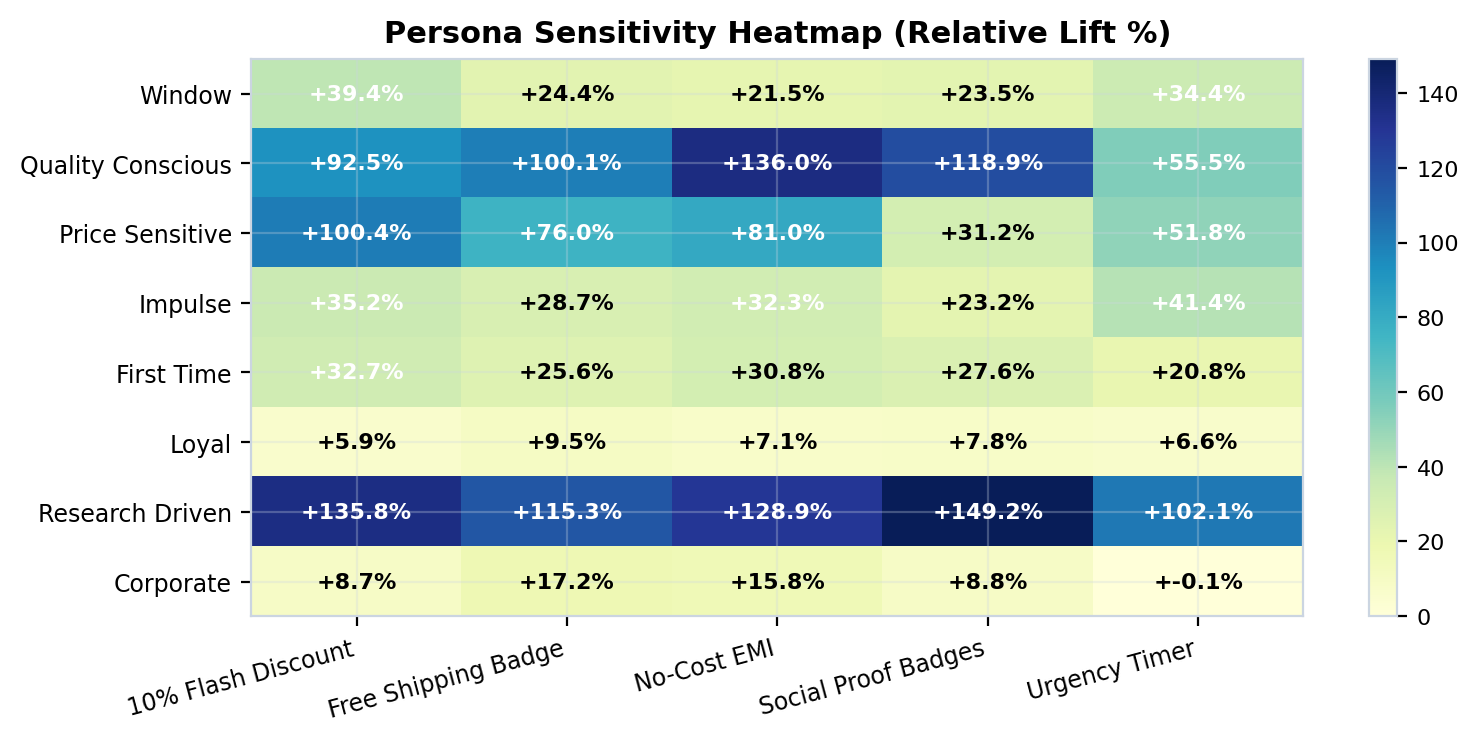 Persona Sensitivity Heatmap (Relative Lift %)
Window +39.4% +24.4% +21.5% +23.5% +34.4%
Quality Conscious +92.5% +100.1% +136.0% +118.9% +55.5%
Price Sensitive +100.4% +76.0% +81.0% +31.2% +51.8%
Impulse +35.2% +28.7% +32.3% +23.2% +41.4%
First Time +32.7% +25.6% +30.8% +27.6% +20.8%
Loyal +5.9% +9.5% +7.1% +7.8% +6.6%
Research Driven +135.8% +115.3% +128.9% +149.2% +102.1%
Corporate +8.7% +17.2% +15.8% +8.8% +-0.1%
10% Flash Discount
Free Shipping Badge
No-Cost EMI
Social Proof Badges
Urgency Timer
140
120
100
80
60
40
20
0